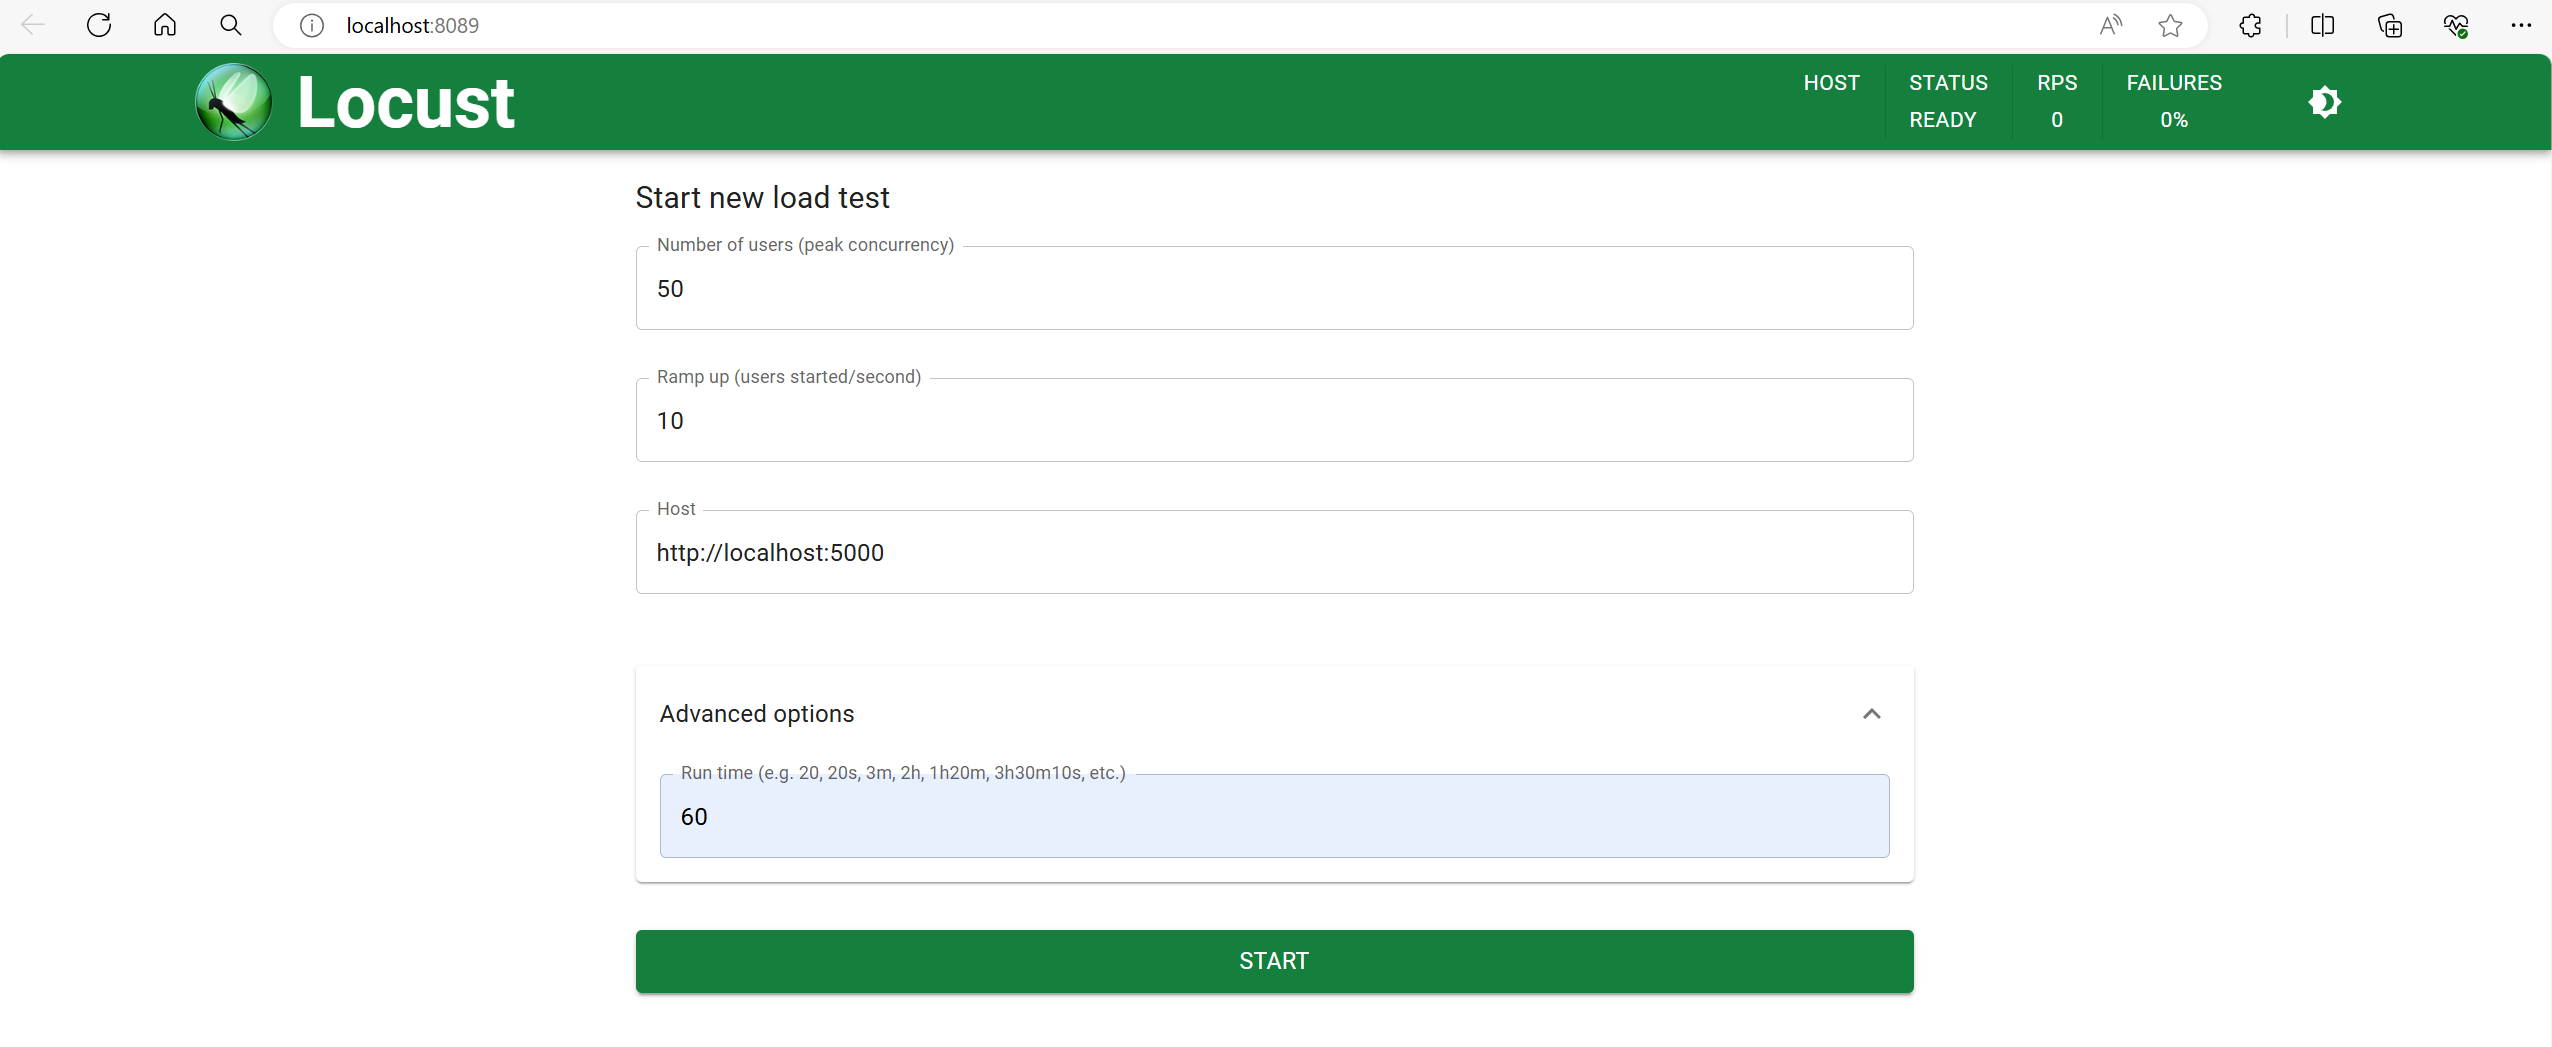 localhost:8089
Locust
HOST
STATUS
READY
RPS
0
FAILURES
0%
Start new load test
Number of users (peak concurrency)
50
Ramp up (users started/second)
10
Host
http://localhost:5000
Advanced options
Run time (e.g. 20, 20s, 3m, 2h, 1h20m, 3h30m10s, etc.)
60
START